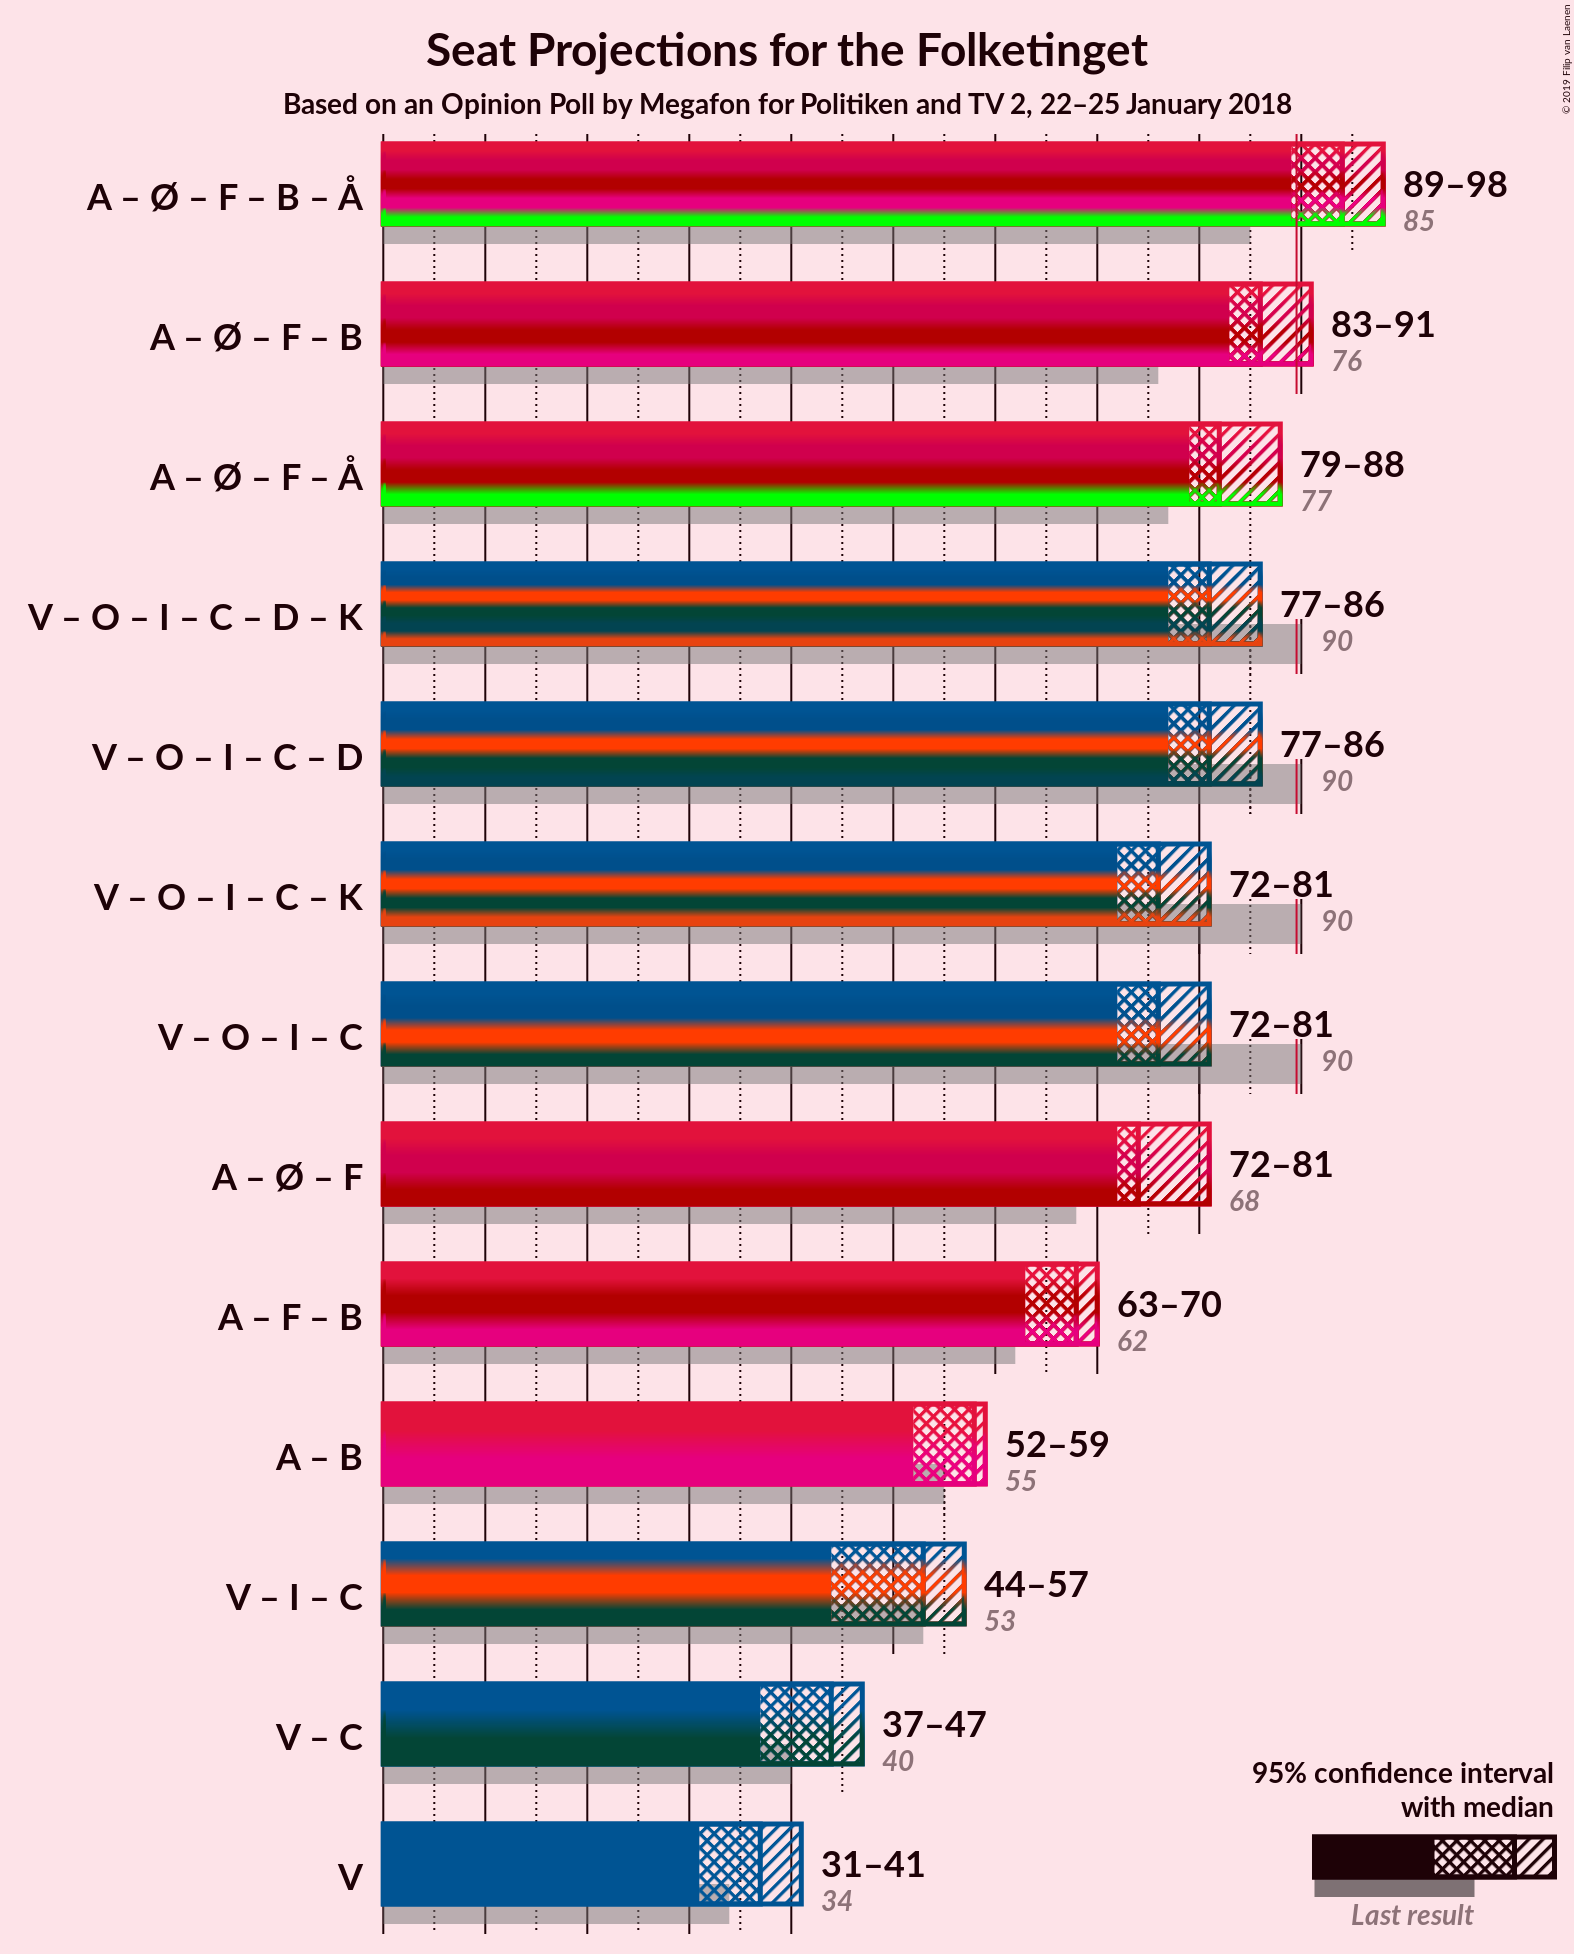 Seat Projections for the Folketinget
Based on an Opinion Poll by Megafon for Politiken and TV 2, 22–25 January 2018
© 2019 Filip van Laenen
A – Ø – F – B – Å
89–98
85
A – Ø – F – B
83–91
76
A – Ø – F – Å
79–88
77
V – O – I – C – D – K
77–86
90
V – O – I – C – D
77–86
90
V – O – I – C – K
72–81
90
V – O – I – C
72–81
90
A – Ø – F
72–81
68
A – F – B
63–70
62
A – B
52–59
55
V – I – C
44–57
53
V – C
37–47
40
V
31–41
34
95% confidence interval
with median
Last result